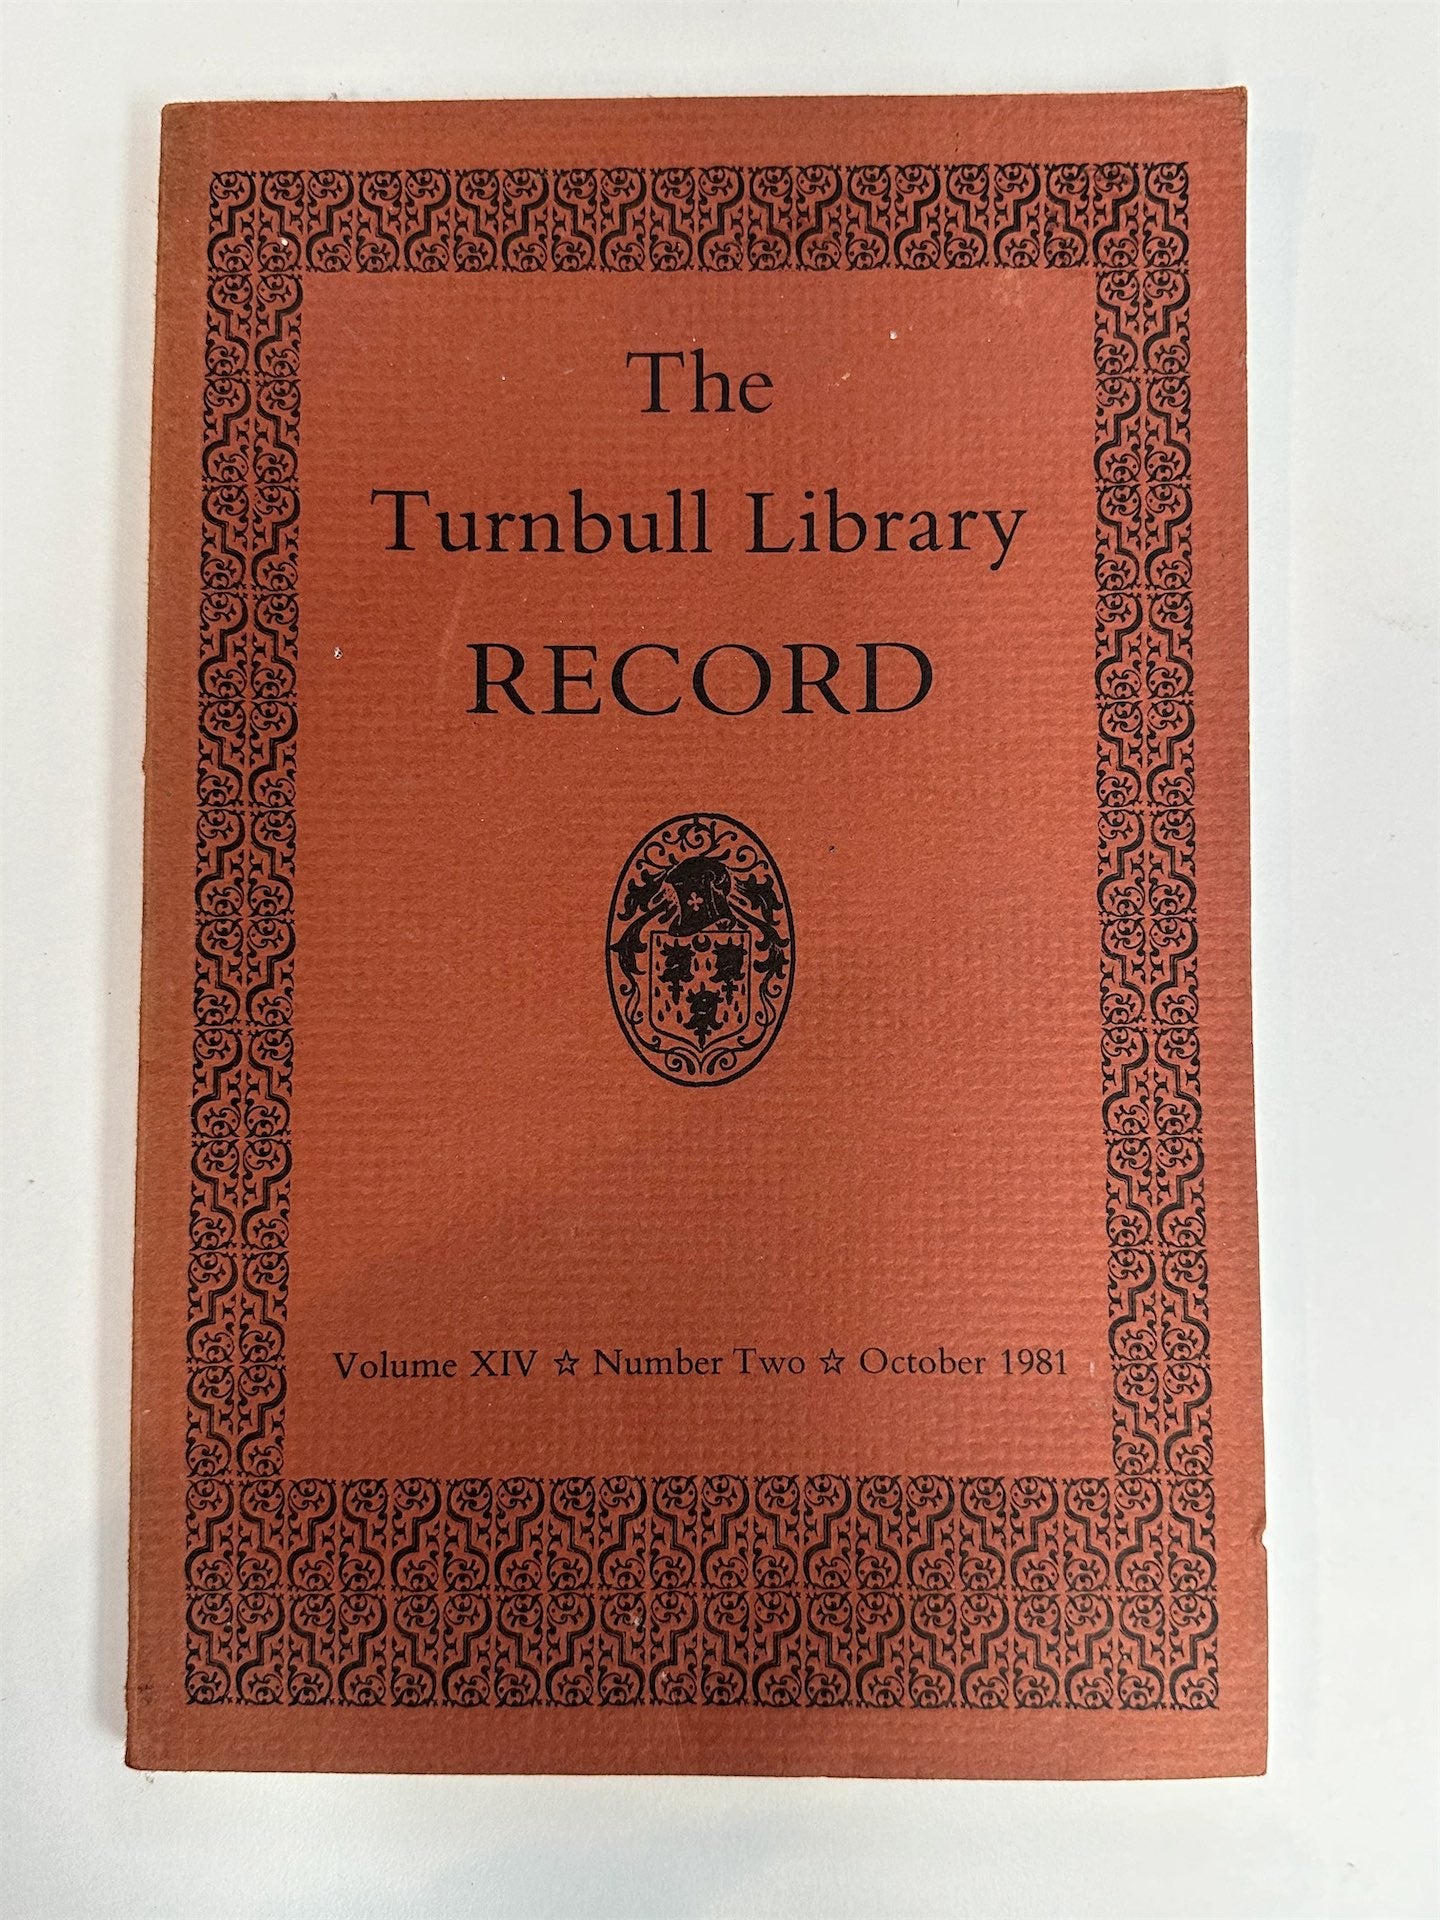 The
Turnbull Library
RECORD
Volume XIV ☆ Number Two ☆ October 1981